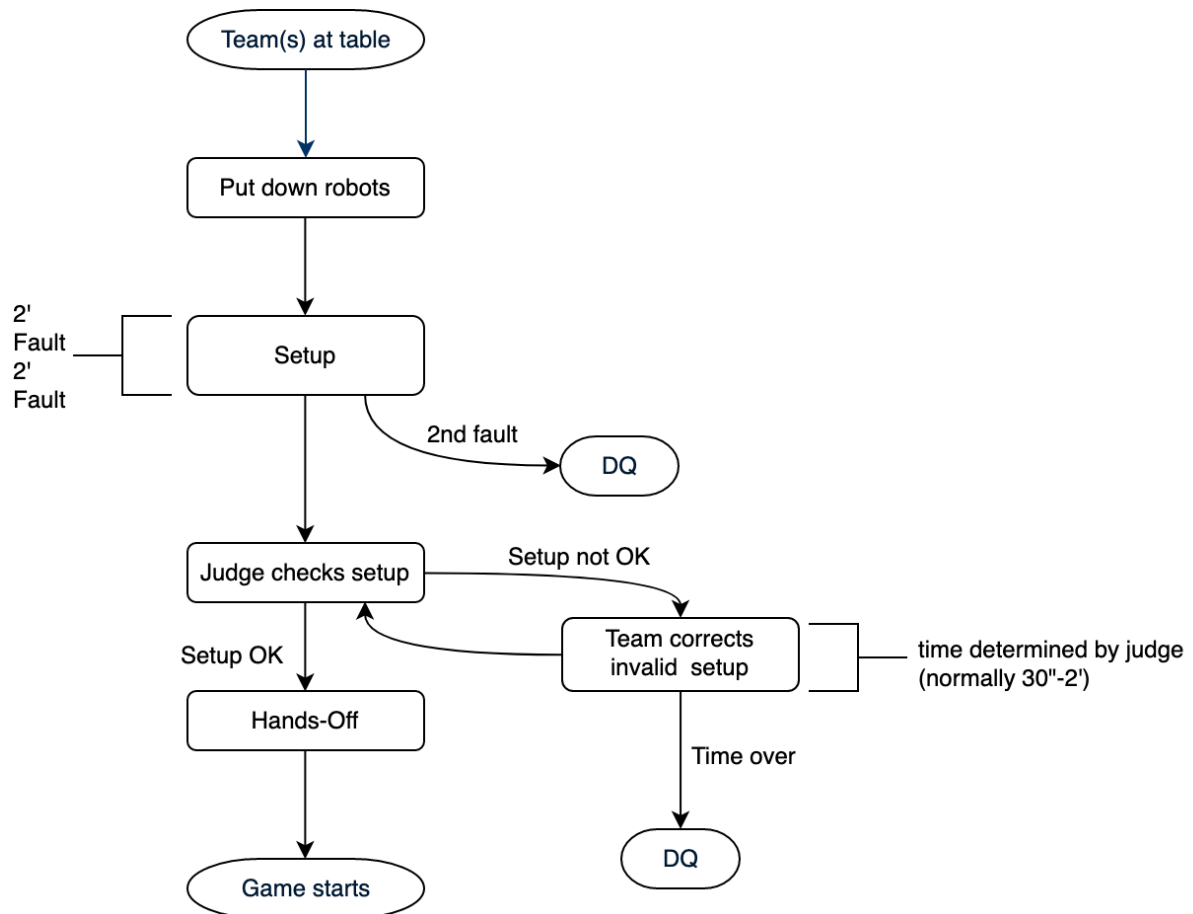 Team(s) at table
Put down robots
2'
Fault
2'
Fault
Setup
2nd fault
DQ
Judge checks setup
Setup not OK
Team corrects
invalid  setup
time determined by judge
(normally 30"-2')
Setup OK
Hands-Off
Time over
DQ
Game starts